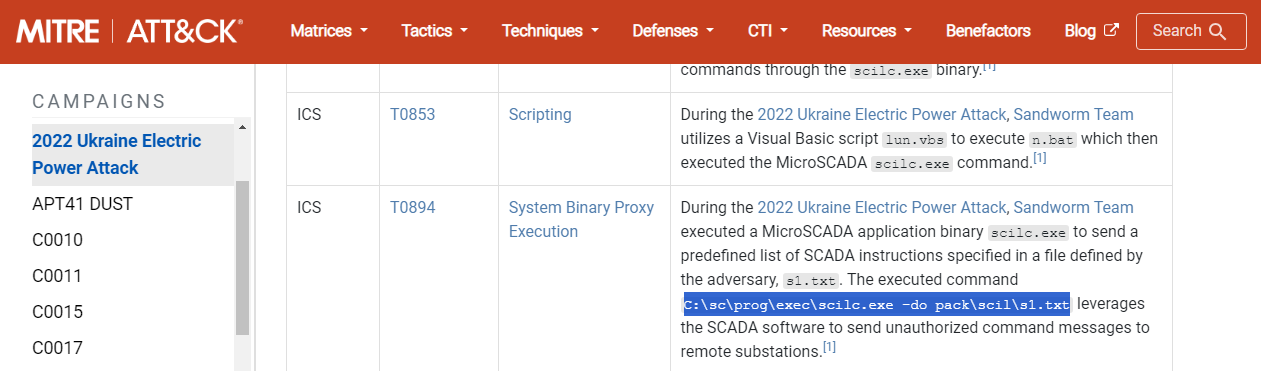 MITRE | ATT&CK®
Matrices
Tactics
Techniques
Defenses
CTI
Resources
Benefactors
Blog
Search
CAMPAIGNS
2022 Ukraine Electric
Power Attack
APT41 DUST
C0010
C0011
C0015
C0017
commands through the scilc.exe binary.[1]
ICS
T0853
Scripting
During the 2022 Ukraine Electric Power Attack, Sandworm Team
utilizes a Visual Basic script lun.vbs to execute n.bat which then
executed the MicroSCADA scilc.exe command.[1]
ICS
T0894
System Binary Proxy
Execution
During the 2022 Ukraine Electric Power Attack, Sandworm Team
executed a MicroSCADA application binary scilc.exe to send a
predefined list of SCADA instructions specified in a file defined by
the adversary, s1.txt. The executed command
C:\sc\prog\exec\scilc.exe -do pack\scil\s1.txt leverages
the SCADA software to send unauthorized command messages to
remote substations.[1]